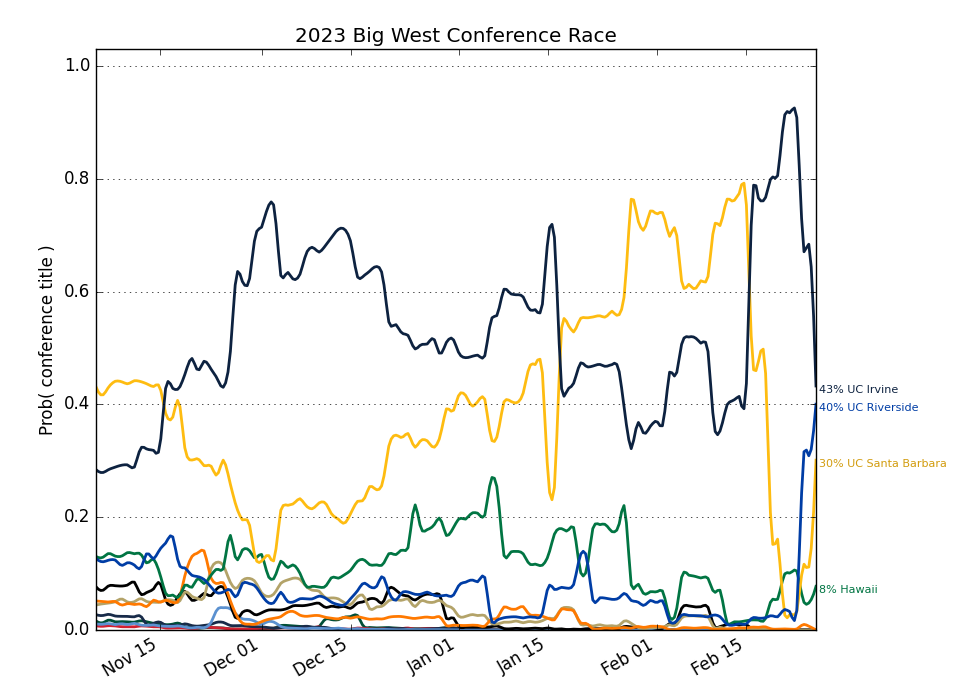 2023 Big West Conference Race
Prob( conference title )
1.0
0.8
0.6
0.4
0.2
0.0
43% UC Irvine
40% UC Riverside
30% UC Santa Barbara
8% Hawaii
Nov 15
Dec 01
Dec 15
Jan 01
Jan 15
Feb 01
Feb 15